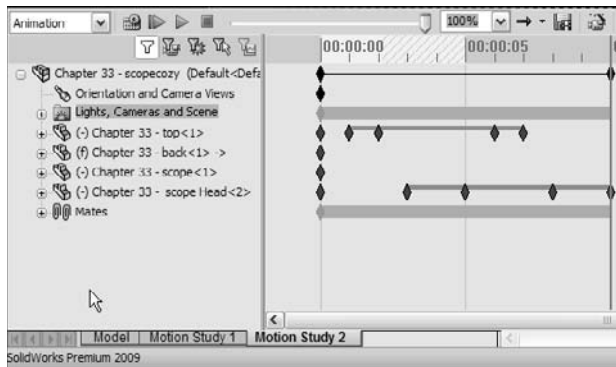 Animation
100%
00:00:00
00:00:05
Chapter 33 - scopecozy (Default<Defa
Orientation and Camera Views
Lights, Cameras and Scene
(-) Chapter 33 - top<1>
(f) Chapter 33 - back<1> ->
(-) Chapter 33 - scope<1>
(-) Chapter 33 - scope Head<2>
Mates
Model
Motion Study 1
Motion Study 2
SolidWorks Premium 2009